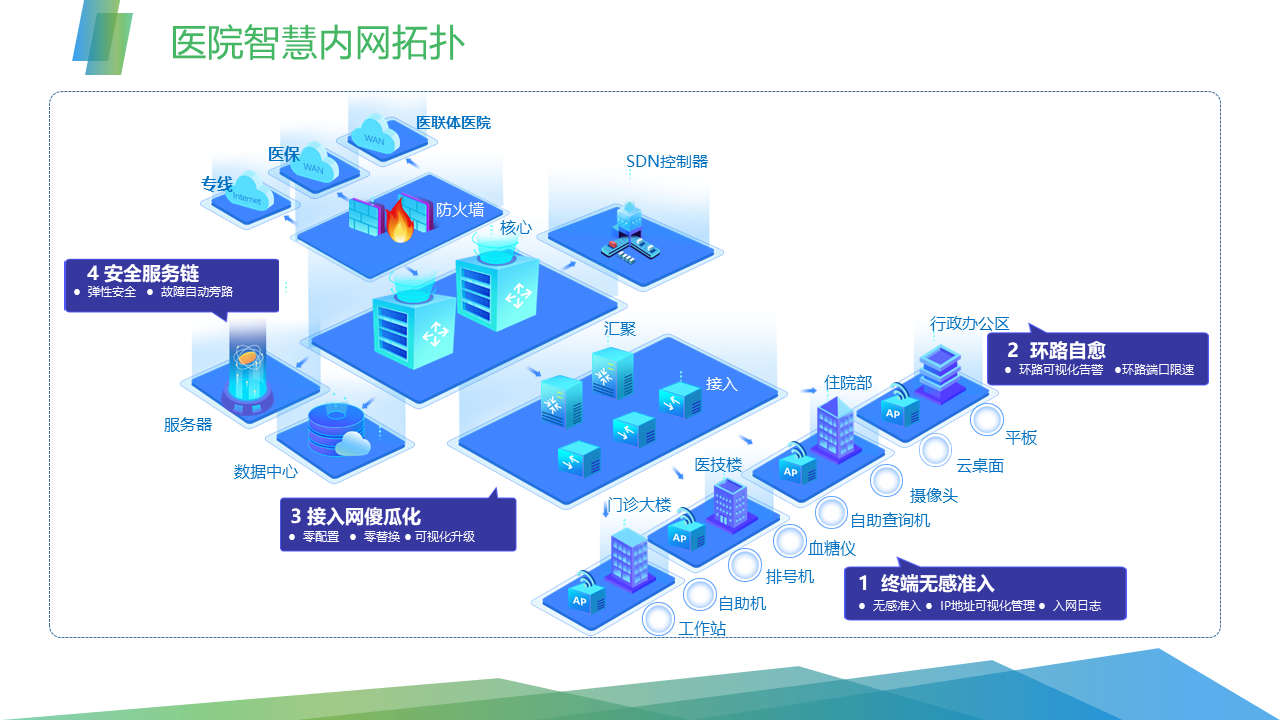 医院智慧内网拓扑
医联体医院
WAN
医保
WAN
专线
Internet
防火墙
SDN控制器
核心
4 安全服务链
● 弹性安全 ● 故障自动旁路
汇聚
接入
行政办公区
2 环路自愈
● 环路可视化告警 ●环路端口限速
住院部
AP
服务器
数据中心
平板
医技楼
AP
云桌面
3 接入网傻瓜化
● 零配置 ● 零替换 ● 可视化升级
门诊大楼
AP
摄像头
自助查询机
血糖仪
排号机
1 终端无感准入
● 无感准入 ● IP地址可视化管理 ● 入网日志
AP
自助机
工作站